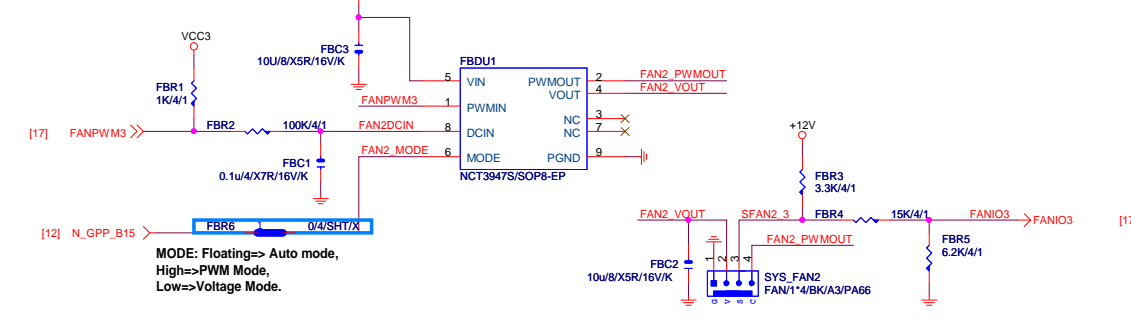 VCC3
FBR1
1K/4/1
[17] FANPWM3
FBR2 100K/4/1
FBC1
0.1u/4/X7R/16V/K
FBC3
10U/8/X5R/16V/K
FBDU1
5 VIN
1 PWMIN
8 DCIN
6 MODE
PWMOUT 2
VOUT 4
NC 3
NC 7
PGND 9
NCT3947S/SOP8-EP
FANPWM3
FAN2DCIN
FAN2_MODE
FAN2_PWMOUT
FAN2_VOUT
[12] N_GPP_B15
FBR6 1 0/4/SHT/X
MODE: Floating=> Auto mode,
High=>PWM Mode,
Low=>Voltage Mode.
+12V
FBR3
3.3K/4/1
FAN2_VOUT
SFAN2_3
FBR4 15K/4/1
FANIO3
FANIO3
FAN2_PWMOUT
FBR5
6.2K/4/1
FBC2
10u/8/X5R/16V/K
1 2 3 4
G V S C
SYS_FAN2
FAN/1*4/BK/A3/PA66